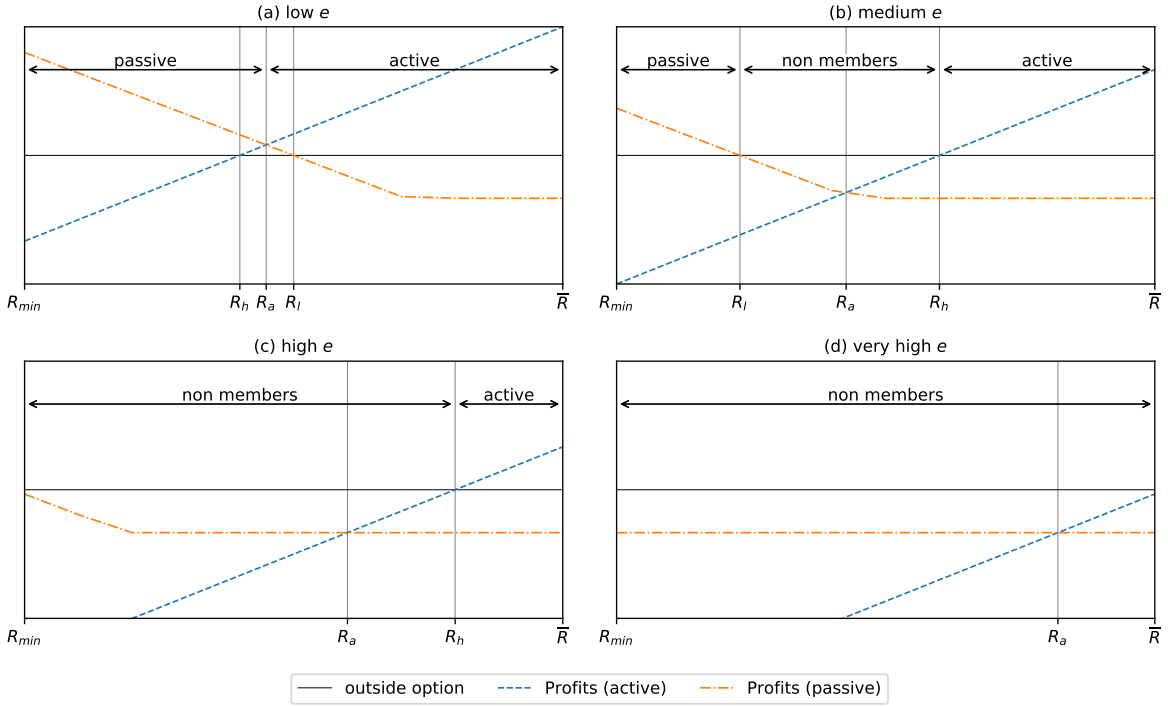 (a) low e
passive
active
R_min
R_h
R_a
R_l
R̅
(b) medium e
passive
non members
active
R_min
R_l
R_a
R_h
R̅
(c) high e
non members
active
R_min
R_a
R_h
R̅
(d) very high e
non members
R_min
R_a
R̅
outside option
Profits (active)
Profits (passive)